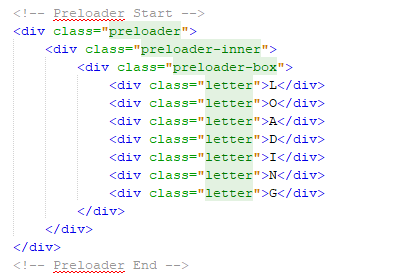 <!-- Preloader Start -->
<div class="preloader">
<div class="preloader-inner">
<div class="preloader-box">
<div class="letter">L</div>
<div class="letter">O</div>
<div class="letter">A</div>
<div class="letter">D</div>
<div class="letter">I</div>
<div class="letter">N</div>
<div class="letter">G</div>
</div>
</div>
</div>
<!-- Preloader End -->